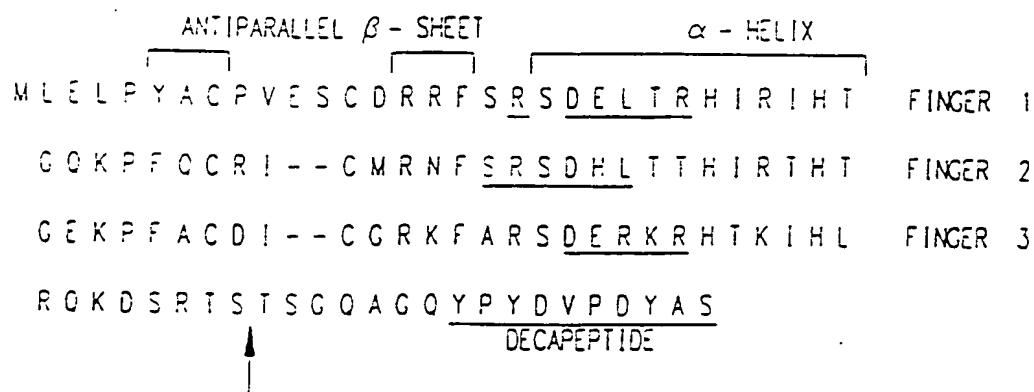 ANTIPARALLEL β - SHEET α - HELIX
M L E L P Y A C P V E S C D R R F S R S D E L T R H I R I H T FINGER 1
G Q K P F Q C R I - - C M R N F S R S D H L T T H I R T H T FINGER 2
G E K P F A C D I - - C G R K F A R S D E R K R H T K I H L FINGER 3
R Q K D S R T S T S G Q A G Q Y P Y D V P D Y A S
DECAPEPTIDE